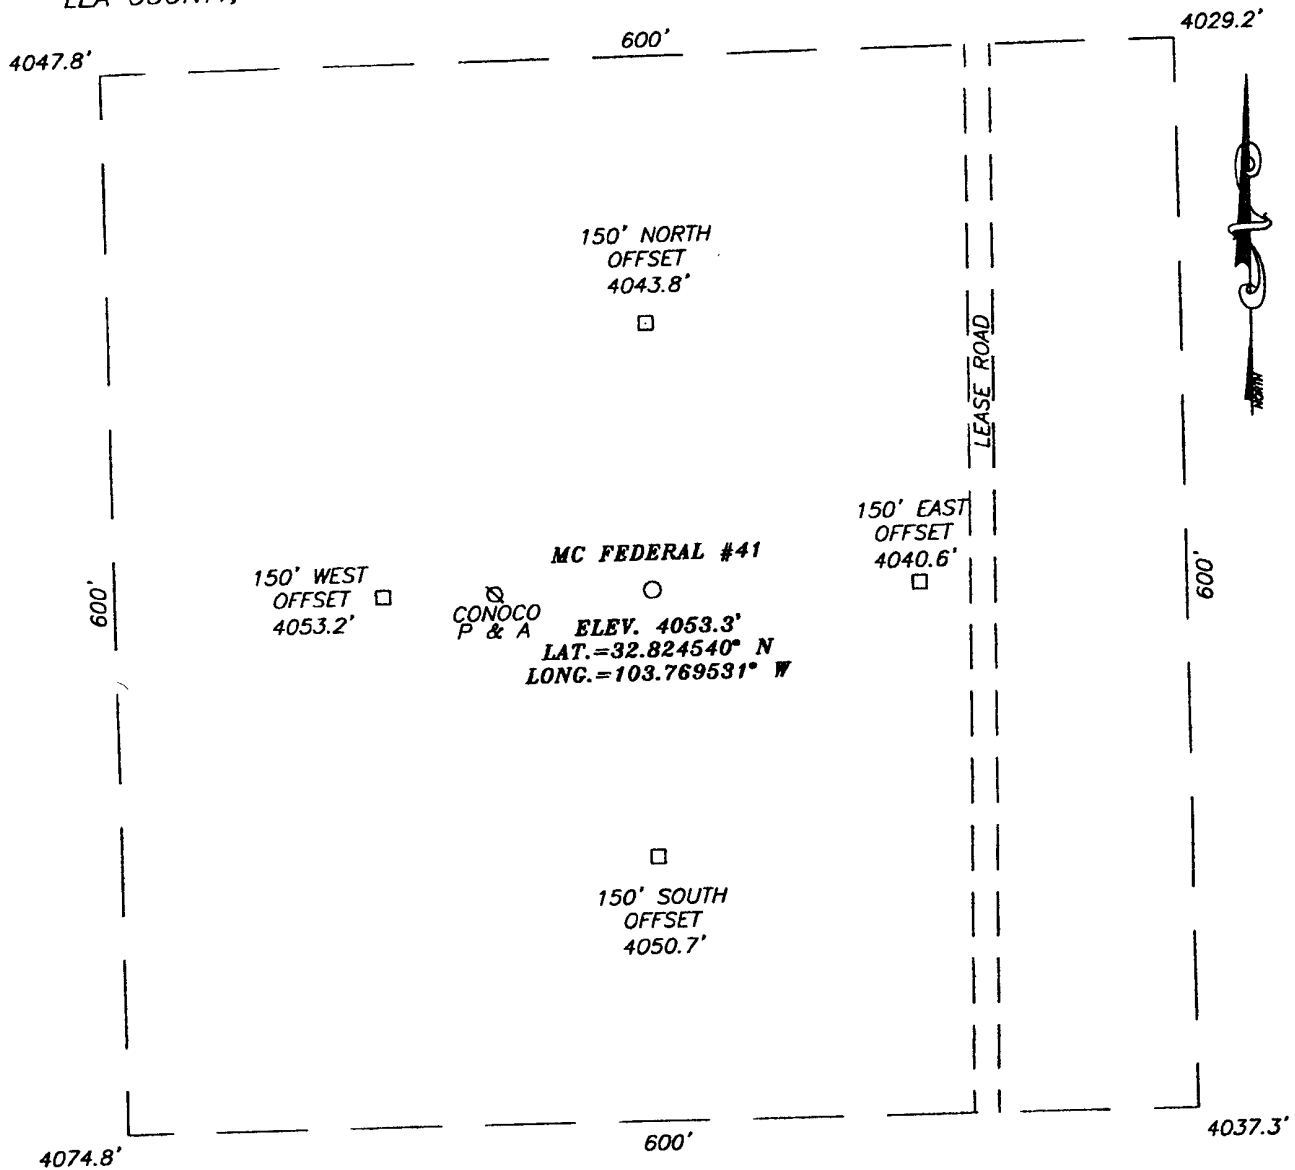 4029.2'
600'
4047.8'
150' NORTH
OFFSET
4043.8'
NORTH
LEASE ROAD
150' EAST
OFFSET
4040.6'
MC FEDERAL #41
150' WEST
OFFSET
4053.2'
CONOCO
P & A
ELEV. 4053.3'
LAT.=32.824540° N
LONG.=103.769531° W
600'
600'
150' SOUTH
OFFSET
4050.7'
600'
4037.3'
4074.8'